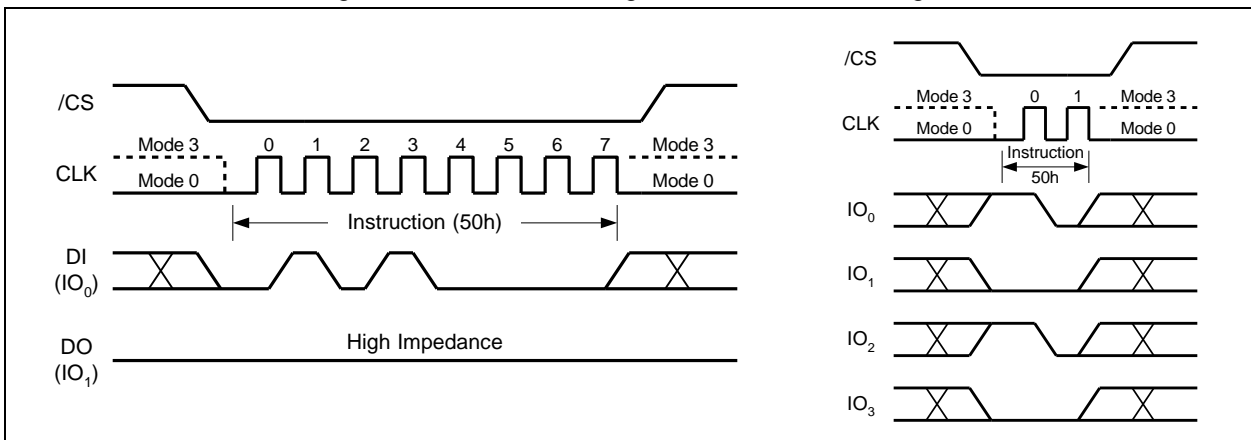 /CS
Mode 3 0 1 2 3 4 5 6 7 Mode 3
CLK
Mode 0 Mode 0
Instruction (50h)
DI
(IO0)
DO
(IO1)
High Impedance
/CS
Mode 3 0 1 Mode 3
CLK
Mode 0 Mode 0
Instruction
50h
IO0
IO1
IO2
IO3